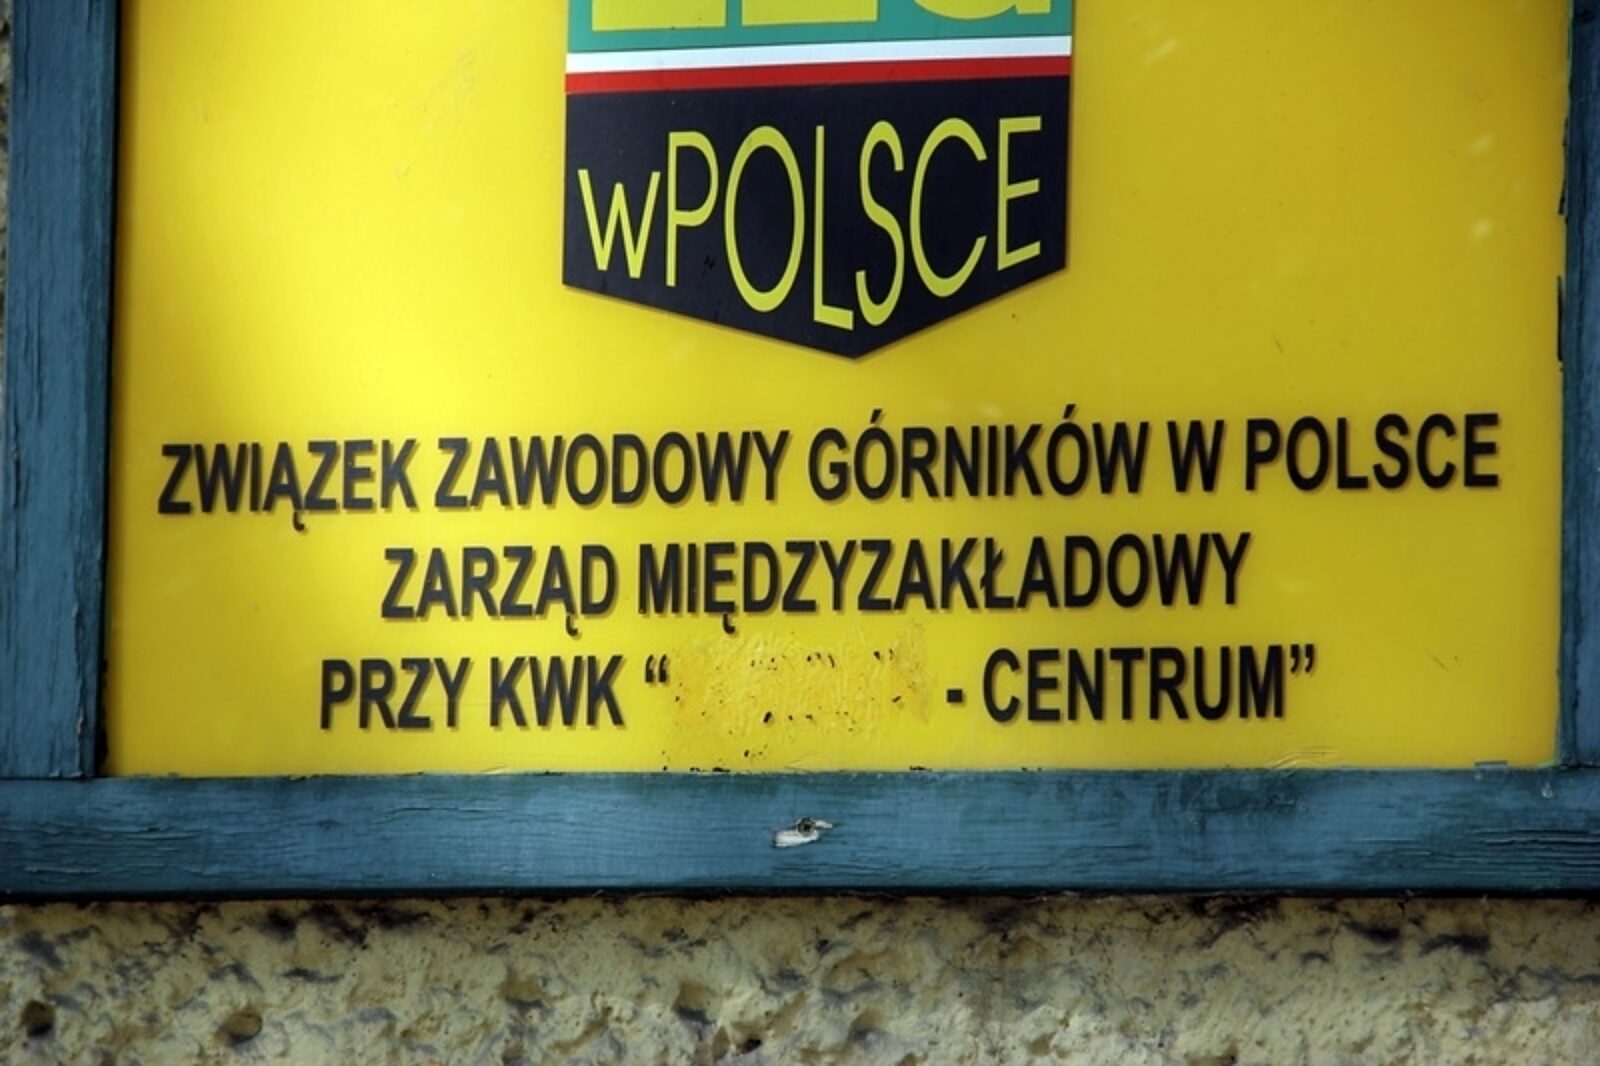 wPOLSCE
ZWIĄZEK ZAWODOWY GÓRNIKÓW W POLSCE
ZARZĄD MIĘDZYZAKŁADOWY
PRZY KWK “ - CENTRUM”